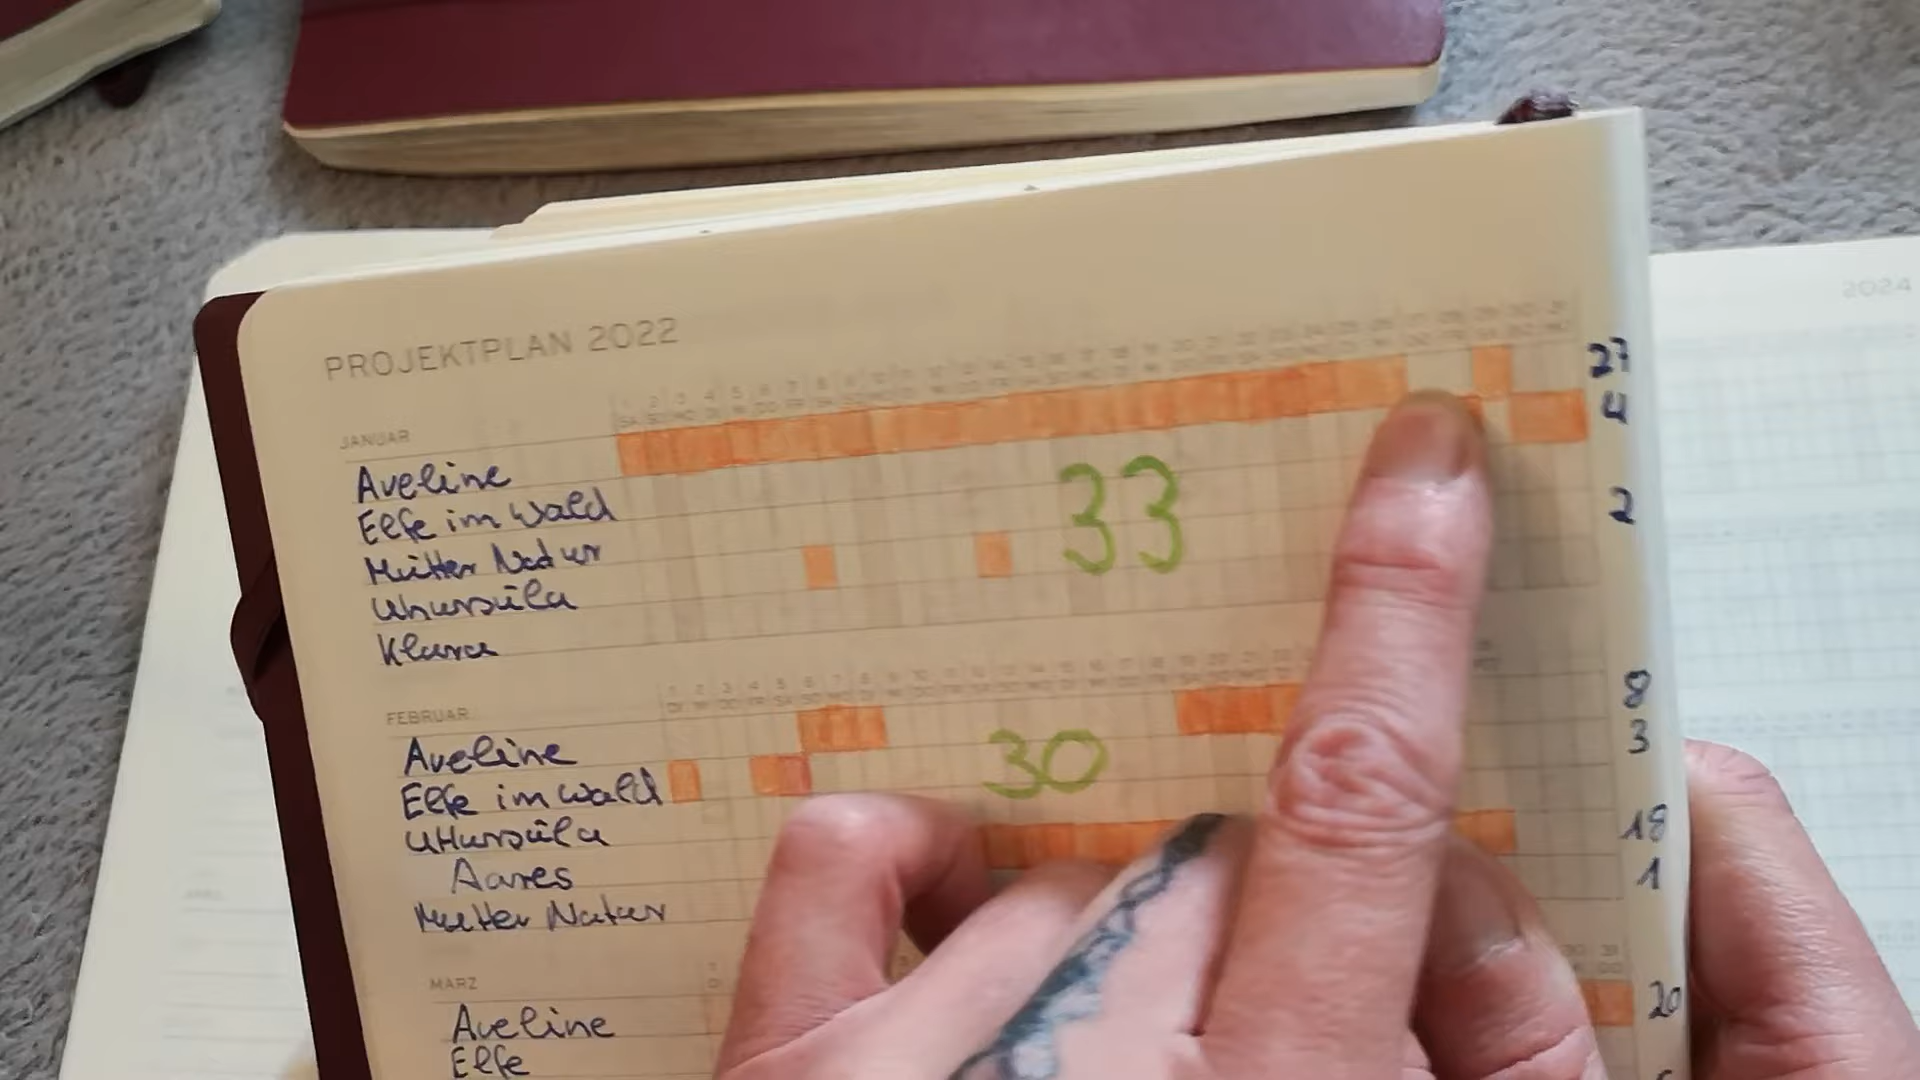 2024
PROJEKTPLAN 2022
JANUAR
27
Aveline
4
Elfe im Wald
33
Mutter Natur
2
Uhursula
Klara
FEBRUAR
8
Aveline
3
Elfe im Wald
30
UHursula
18
Aares
1
Mutter Natur
MÄRZ
Aveline
20
Elfe